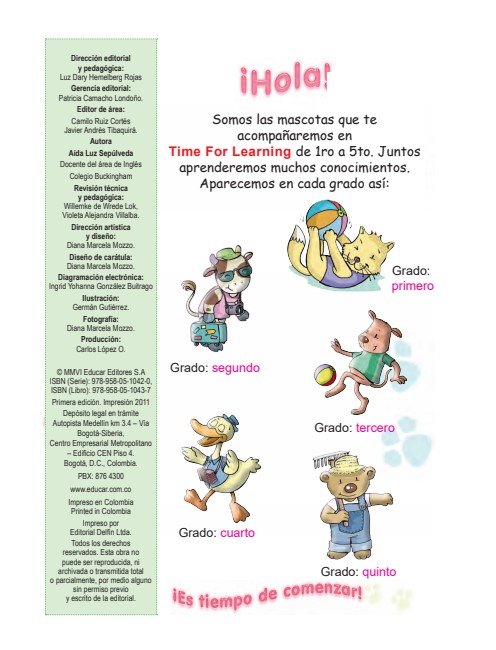 Dirección editorial
y pedagógica:
Luz Dary Hemelberg Rojas
Gerencia editorial:
Patricia Camacho Londoño.
Editor de área:
Camilo Ruiz Cortés
Javier Andrés Tibaquirá.
Autora
Aída Luz Sepúlveda
Docente del área de Inglés
Colegio Buckingham
Revisión técnica
y pedagógica:
Willemke de Wrede Lok,
Violeta Alejandra Villalba.
Dirección artística
y diseño:
Diana Marcela Mozzo.
Diseño de carátula:
Diana Marcela Mozzo.
Diagramación electrónica:
Ingrid Yohanna González Buitrago
Ilustración:
Germán Gutiérrez.
Fotografía:
Diana Marcela Mozzo.
Producción:
Carlos López O.
© MMVI Educar Editores S.A
ISBN (Serie): 978-958-05-1042-0,
ISBN (Libro): 978-958-05-1043-7
Primera edición. Impresión 2011
Depósito legal en trámite
Autopista Medellín km 3.4 – Vía
Bogotá-Siberia,
Centro Empresarial Metropolitano
– Edificio CEN Piso 4.
Bogotá, D.C., Colombia.
PBX: 876 4300
www.educar.com.co
Impreso en Colombia
Printed in Colombia
Impreso por
Editorial Delfín Ltda.
Todos los derechos
reservados. Esta obra no
puede ser reproducida, ni
archivada o transmitida total
o parcialmente, por medio alguno
sin permiso previo
y escrito de la editorial.
¡Hola!
Somos las mascotas que te
acompañaremos en
Time For Learning de 1ro a 5to. Juntos
aprenderemos muchos conocimientos.
Aparecemos en cada grado así:
Grado:
primero
Grado: segundo
Grado: tercero
Grado: cuarto
Grado: quinto
¡Es tiempo de comenzar!